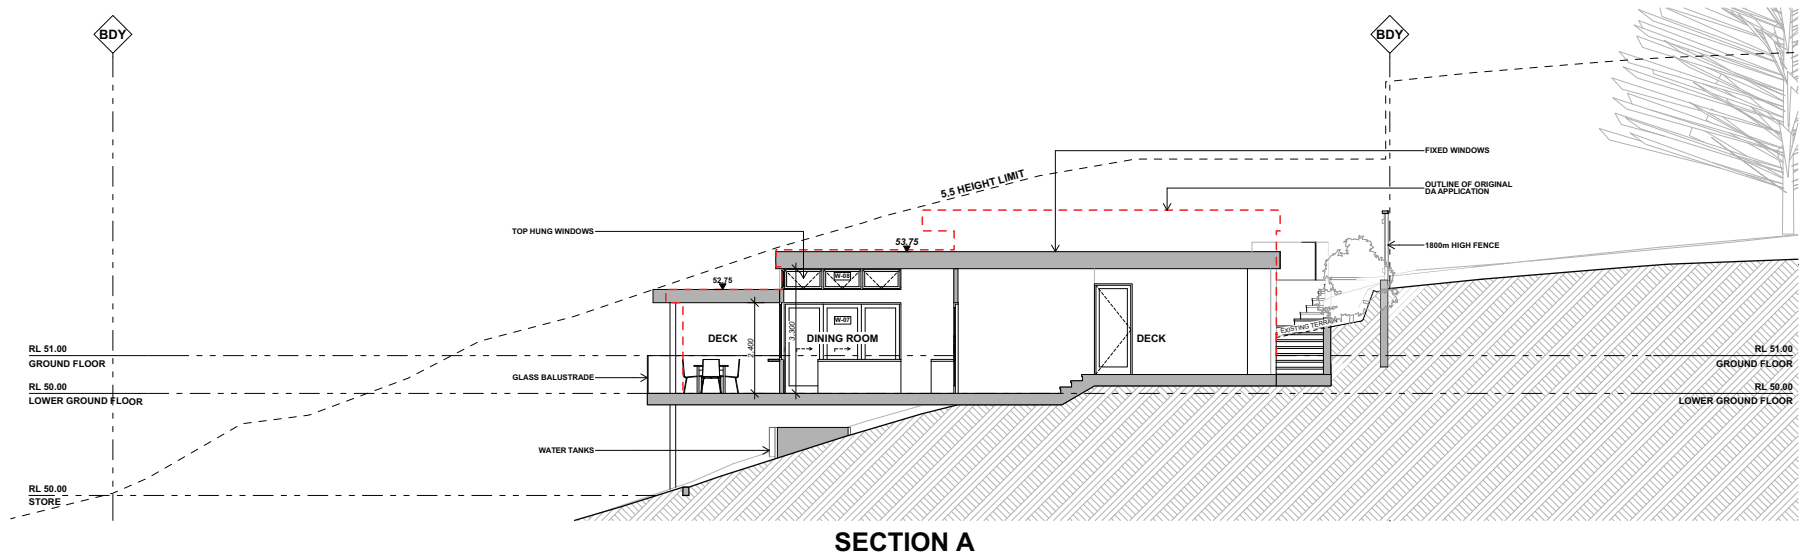 BDY
BDY
5.5 HEIGHT LIMIT
FIXED WINDOWS
OUTLINE OF ORIGINAL
DA APPLICATION
TOP HUNG WINDOWS
53.75
1800m HIGH FENCE
W-08
52.75
W-07
EXISTING TERRAIN
DECK
2,400
3,300
DINING ROOM
DECK
RL 51.00
GROUND FLOOR
RL 51.00
GROUND FLOOR
GLASS BALUSTRADE
RL 50.00
LOWER GROUND FLOOR
RL 50.00
LOWER GROUND FLOOR
WATER TANKS
RL 50.00
STORE
SECTION A